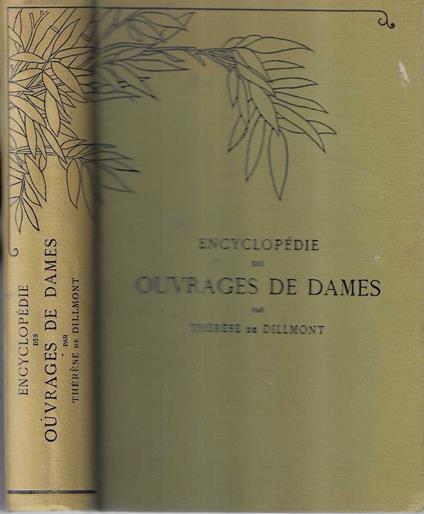 ENCYCLOPÉDIE
DES
OUVRAGES DE DAMES
PAR
THÉRÈSE DE DILLMONT
ENCYCLOPÉDIE
DES
OUVRAGES DE DAMES
PAR
THÉRÈSE DE DILLMONT